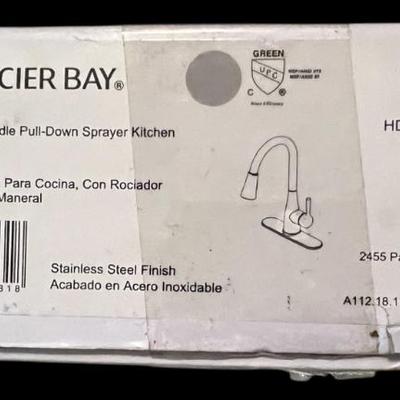 CIER BAY®
GREEN
UPC
C ®
HD
dle Pull-Down Sprayer Kitchen
Para Cocina, Con Rociador
Maneral
818
Stainless Steel Finish
Acabado en Acero Inoxidable
2455 Pa
A112.18.1